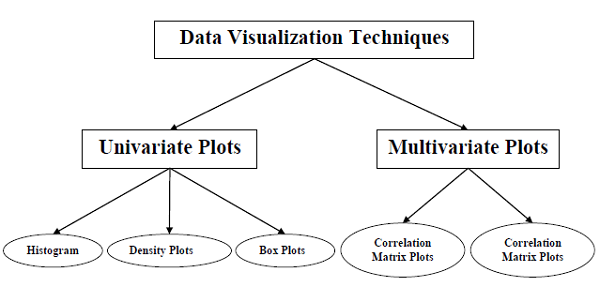 Data Visualization Techniques
Univariate Plots
Multivariate Plots
Histogram
Density Plots
Box Plots
Correlation
Matrix Plots
Correlation
Matrix Plots